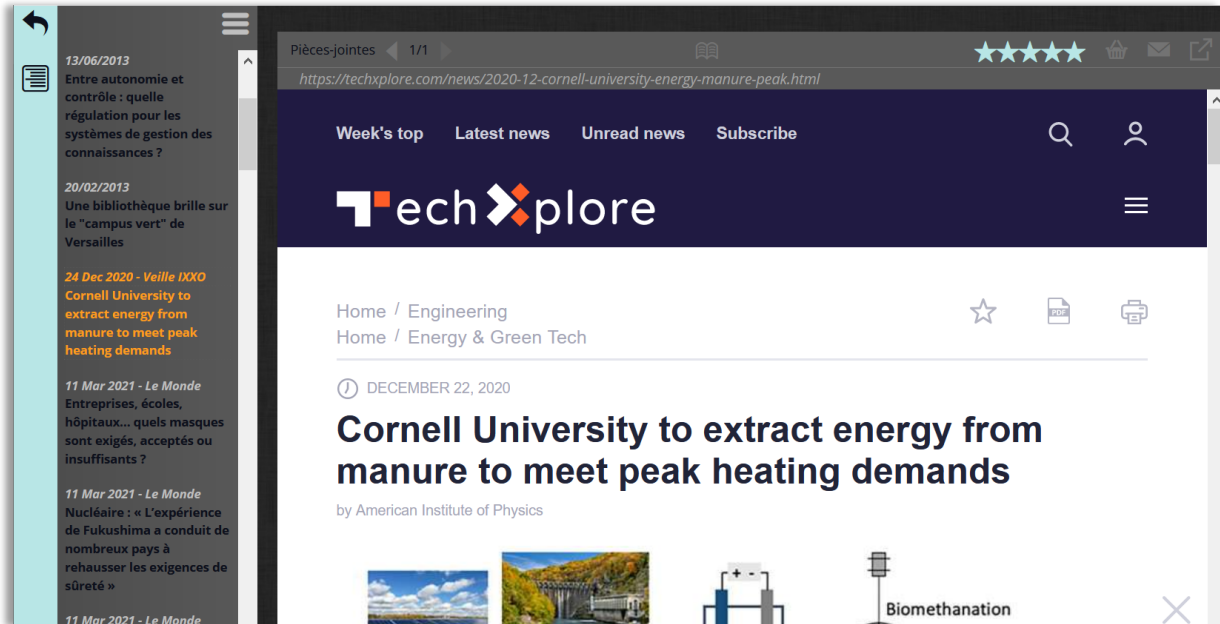 13/06/2013
Entre autonomie et
contrôle : quelle
régulation pour les
systèmes de gestion des
connaissances ?
20/02/2013
Une bibliothèque brille sur
le "campus vert" de
Versailles
24 Dec 2020 - Veille IXXO
Cornell University to
extract energy from
manure to meet peak
heating demands
11 Mar 2021 - Le Monde
Entreprises, écoles,
hôpitaux... quels masques
sont exigés, acceptés ou
insuffisants ?
11 Mar 2021 - Le Monde
Nucléaire : « L'expérience
de Fukushima a conduit de
nombreux pays à
rehausser les exigences de
sûreté »
11 Mar 2021 - Le Monde
Pièces-jointes 1/1
https://techxplore.com/news/2020-12-cornell-university-energy-manure-peak.html
Week's top Latest news Unread news Subscribe
TechXplore
Home / Engineering
PDF
Home / Energy & Green Tech
DECEMBER 22, 2020
Cornell University to extract energy from
manure to meet peak heating demands
by American Institute of Physics
+ -
Biomethanation